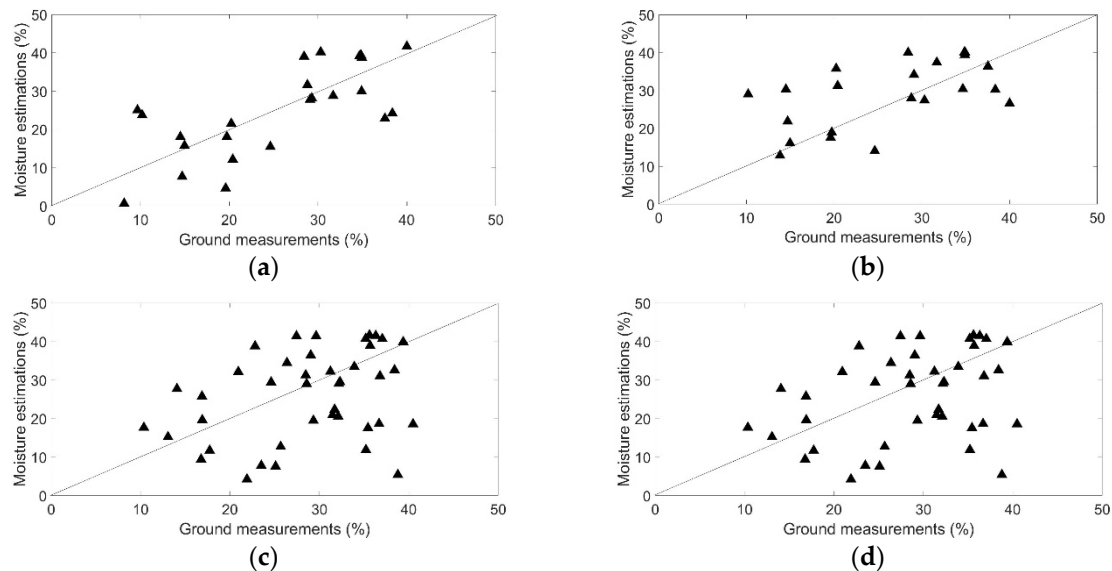 50
40
30
20
10
0
Moisture estimations (%)
0 10 20 30 40 50
Ground measurements (%)
(a)
50
40
30
20
10
0
Moisturre estimations (%)
0 10 20 30 40 50
Ground measurements (%)
(b)
50
40
30
20
10
0
Moisture estimations (%)
0 10 20 30 40 50
Ground measurements (%)
(c)
50
40
30
20
10
0
Moisture estimations (%)
0 10 20 30 40 50
Ground measurements (%)
(d)